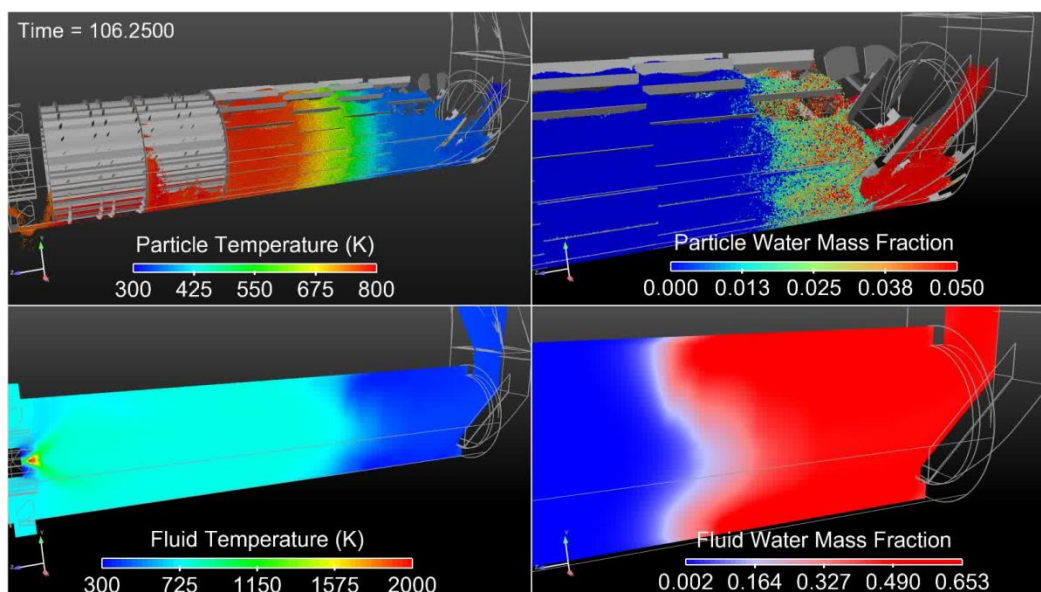 Time = 106.2500
Particle Temperature (K)
300 425 550 675 800
Particle Water Mass Fraction
0.000 0.013 0.025 0.038 0.050
Fluid Temperature (K)
300 725 1150 1575 2000
Fluid Water Mass Fraction
0.002 0.164 0.327 0.490 0.653